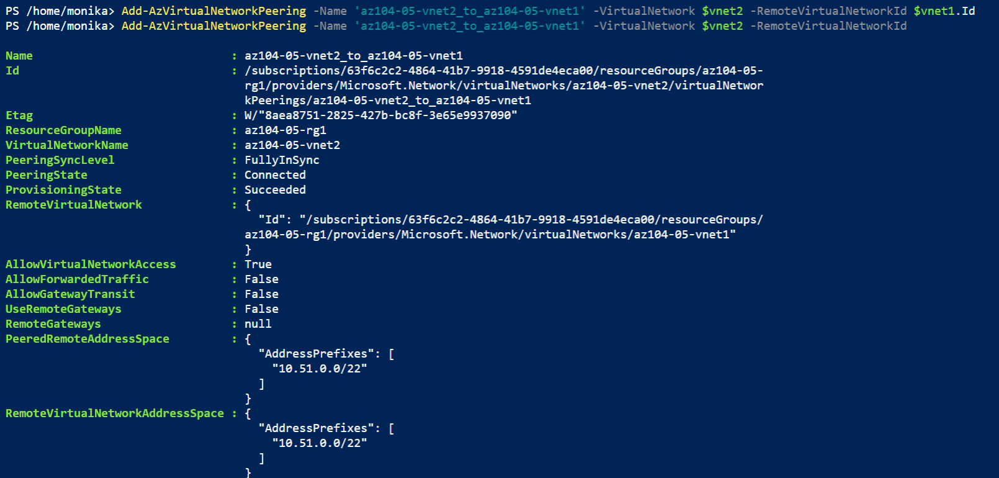 PS /home/monika> Add-AzVirtualNetworkPeering -Name 'az104-05-vnet2_to_az104-05-vnet1' -VirtualNetwork $vnet2 -RemoteVirtualNetworkId $vnet1.Id
PS /home/monika> Add-AzVirtualNetworkPeering -Name 'az104-05-vnet2_to_az104-05-vnet1' -VirtualNetwork $vnet2 -RemoteVirtualNetworkId
Name : az104-05-vnet2_to_az104-05-vnet1
Id : /subscriptions/63f6c2c2-4864-41b7-9918-4591de4eca00/resourceGroups/az104-05-
rg1/providers/Microsoft.Network/virtualNetworks/az104-05-vnet2/virtualNetwor
kPeerings/az104-05-vnet2_to_az104-05-vnet1
Etag : W/"8aea8751-2825-427b-bc8f-3e65e9937090"
ResourceGroupName : az104-05-rg1
VirtualNetworkName : az104-05-vnet2
PeeringSyncLevel : FullyInSync
PeeringState : Connected
ProvisioningState : Succeeded
RemoteVirtualNetwork : {
"Id": "/subscriptions/63f6c2c2-4864-41b7-9918-4591de4eca00/resourceGroups/
az104-05-rg1/providers/Microsoft.Network/virtualNetworks/az104-05-vnet1"
}
AllowVirtualNetworkAccess : True
AllowForwardedTraffic : False
AllowGatewayTransit : False
UseRemoteGateways : False
RemoteGateways : null
PeeredRemoteAddressSpace : {
"AddressPrefixes": [
"10.51.0.0/22"
]
}
RemoteVirtualNetworkAddressSpace : {
"AddressPrefixes": [
"10.51.0.0/22"
]
}